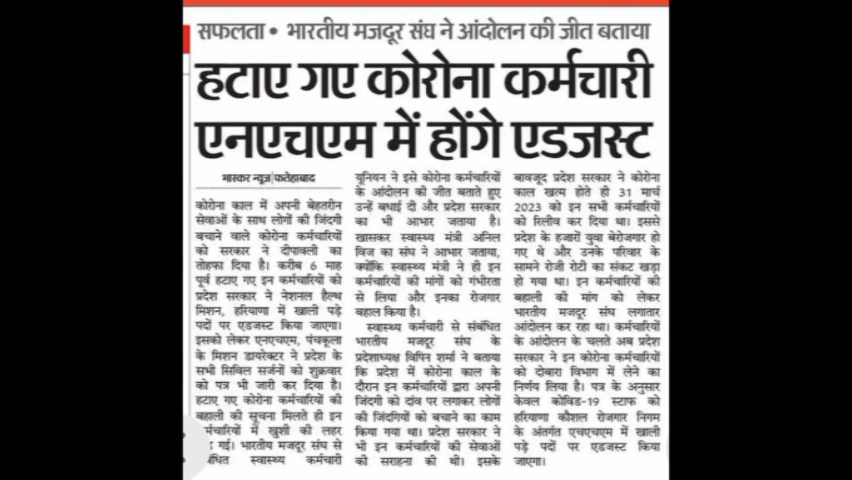 सफलता • भारतीय मजदूर संघ ने आंदोलन की जीत बताया
हटाए गए कोरोना कर्मचारी
एनएचएम में होंगे एडजस्ट
भास्कर न्यूज | फतेहाबाद
कोरोना काल में अपनी बेहतरीन
सेवाओं के साथ लोगों की जिंदगी
बचाने वाले कोरोना कर्मचारियों
को सरकार ने दीपावली का
तोहफा दिया है। करीब 6 माह
पूर्व हटाए गए इन कर्मचारियों को
प्रदेश सरकार ने नेशनल हैल्थ
मिशन, हरियाणा में खाली पड़े
पदों पर एडजस्ट किया जाएगा।
इसको लेकर एनएचएम, पंचकूला
के मिशन डायरेक्टर ने प्रदेश के
सभी सिविल सर्जनों को शुक्रवार
को पत्र भी जारी कर दिया है।
हटाए गए कोरोना कर्मचारियों की
बहाली की सूचना मिलते ही इन
कर्मचारियों में खुशी की लहर
गई। भारतीय मजदूर संघ से
संबंधित स्वास्थ्य कर्मचारी
यूनियन ने इसे कोरोना कर्मचारियों
के आंदोलन की जीत बताते हुए
उन्हें बधाई दी और प्रदेश सरकार
का भी आभार जताया है।
खासकर स्वास्थ्य मंत्री अनिल
विज का संघ ने आभार जताया,
क्योंकि स्वास्थ्य मंत्री ने ही इन
कर्मचारियों की मांगों को गंभीरता
से लिया और इनका रोजगार
बहाल किया है।
स्वास्थ्य कर्मचारी से संबंधित
भारतीय मजदूर संघ के
प्रदेशाध्यक्ष विपिन शर्मा ने बताया
कि प्रदेश में कोरोना काल के
दौरान इन कर्मचारियों द्वारा अपनी
जिंदगी को दांव पर लगाकर लोगों
की जिंदगियों को बचाने का काम
किया गया था। प्रदेश सरकार ने
भी इन कर्मचारियों की सेवाओं
की सराहना की थी। इसके
बावजूद प्रदेश सरकार ने कोरोना
काल खत्म होते ही 31 मार्च
2023 को इन सभी कर्मचारियों
को रिलीव कर दिया था। इससे
प्रदेश के हजारों युवा बेरोजगार हो
गए थे और उनके परिवार के
सामने रोजी रोटी का संकट खड़ा
हो गया था। इन कर्मचारियों की
बहाली की मांग को लेकर
भारतीय मजदूर संघ लगातार
आंदोलन कर रहा था। कर्मचारियों
के आंदोलन के चलते अब प्रदेश
सरकार ने इन कोरोना कर्मचारियों
को दोबारा विभाग में लेने का
निर्णय लिया है। पत्र के अनुसार
केवल कोविड-19 स्टाफ को
हरियाणा कौशल रोजगार निगम
के अंतर्गत एचएचएम में खाली
पड़े पदों पर एडजस्ट किया
जाएगा।